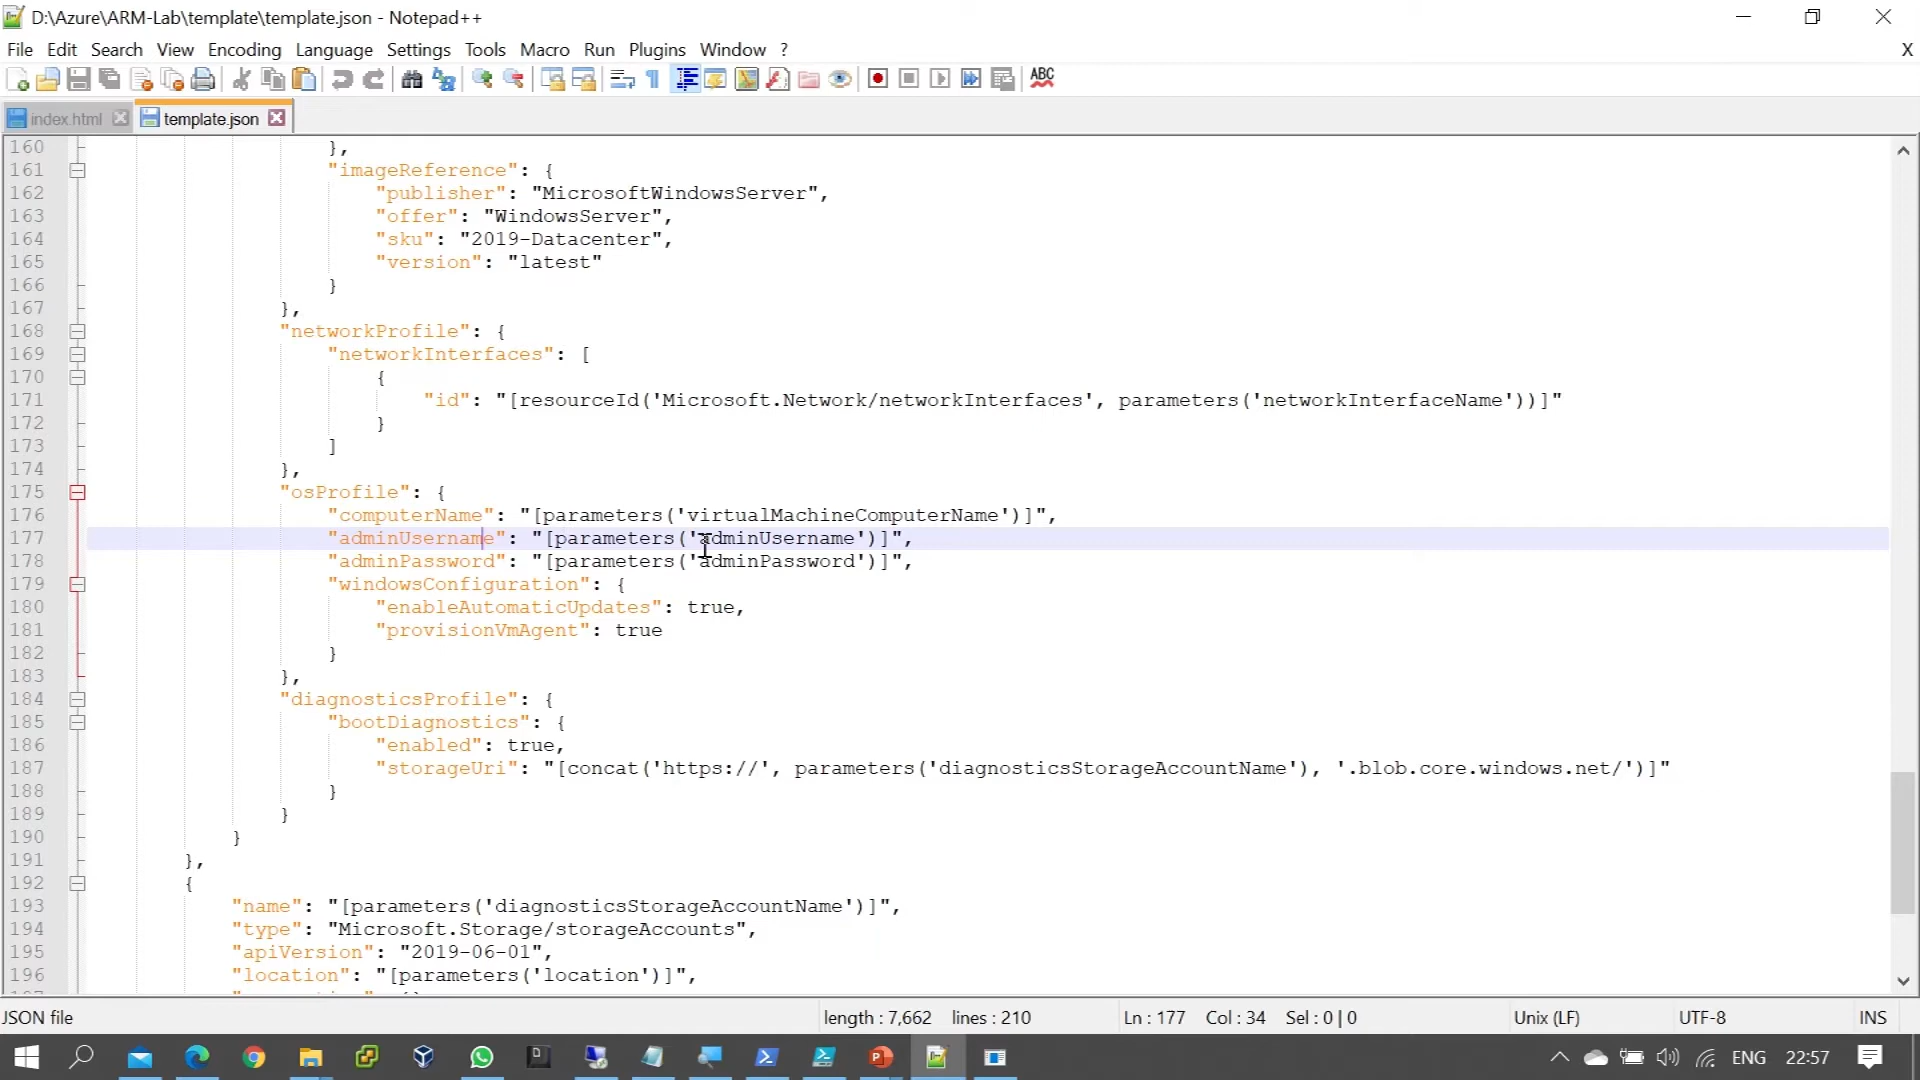 D:\Azure\ARM-Lab\template\template.json - Notepad++
File Edit Search View Encoding Language Settings Tools Macro Run Plugins Window ? X
ABC
index.html template.json
160 },
161 "imageReference": {
162 "publisher": "MicrosoftWindowsServer",
163 "offer": "WindowsServer",
164 "sku": "2019-Datacenter",
165 "version": "latest"
166 }
167 },
168 "networkProfile": {
169 "networkInterfaces": [
170 {
171 "id": "[resourceId('Microsoft.Network/networkInterfaces', parameters('networkInterfaceName'))]"
172 }
173 ]
174 },
175 "osProfile": {
176 "computerName": "[parameters('virtualMachineComputerName')]",
177 "adminUsername": "[parameters('adminUsername')]",
178 "adminPassword": "[parameters('adminPassword')]",
179 "windowsConfiguration": {
180 "enableAutomaticUpdates": true,
181 "provisionVmAgent": true
182 }
183 },
184 "diagnosticsProfile": {
185 "bootDiagnostics": {
186 "enabled": true,
187 "storageUri": "[concat('https://', parameters('diagnosticsStorageAccountName'), '.blob.core.windows.net/')]"
188 }
189 }
190 }
191 },
192 {
193 "name": "[parameters('diagnosticsStorageAccountName')]",
194 "type": "Microsoft.Storage/storageAccounts",
195 "apiVersion": "2019-06-01",
196 "location": "[parameters('location')]",
JSON file length : 7,662 lines : 210 Ln : 177 Col : 34 Sel : 0 | 0 Unix (LF) UTF-8 INS
ENG 22:57